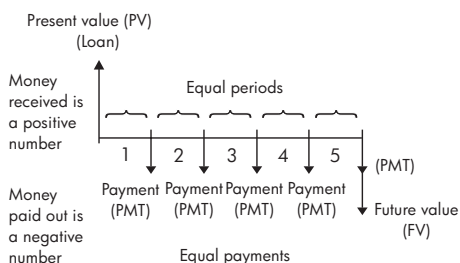 Present value (PV)
(Loan)
Money
received is
a positive
number
Equal periods
1 2 3 4 5
(PMT)
Payment Payment Payment Payment
(PMT) (PMT) (PMT) (PMT)
Money
paid out is
a negative
number
Future value
(FV)
Equal payments